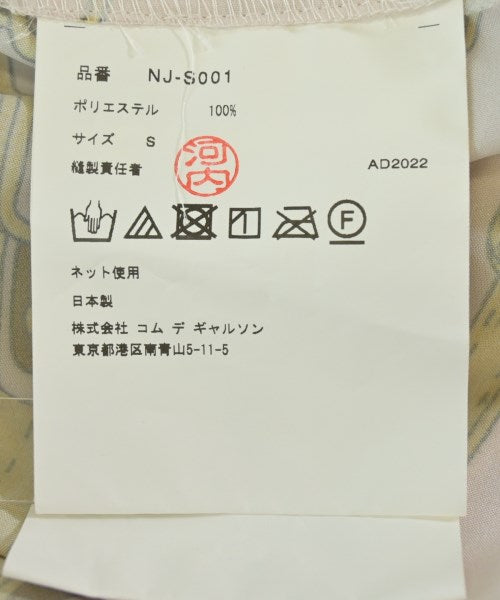 品番 NJ-S001
ポリエステル 100%
サイズ S
縫製責任者 河内 AD2022
F
ネット使用
日本製
株式会社 コム デ ギャルソン
東京都港区南青山5-11-5